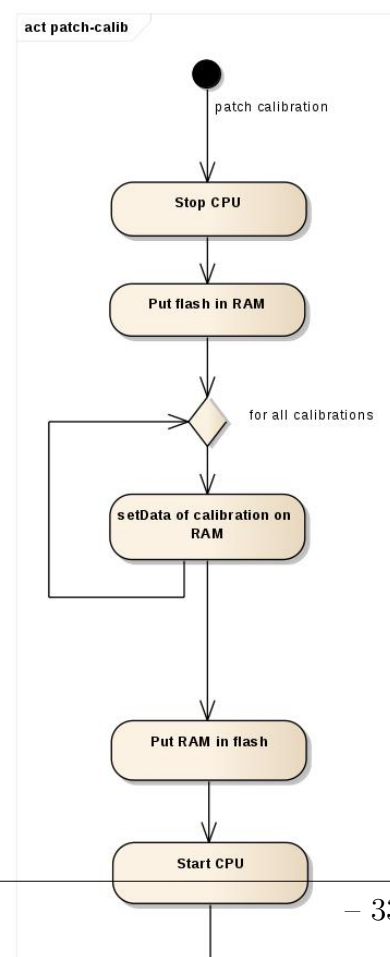 act patch-calib
patch calibration
Stop CPU
Put flash in RAM
for all calibrations
setData of calibration on
RAM
Put RAM in flash
Start CPU